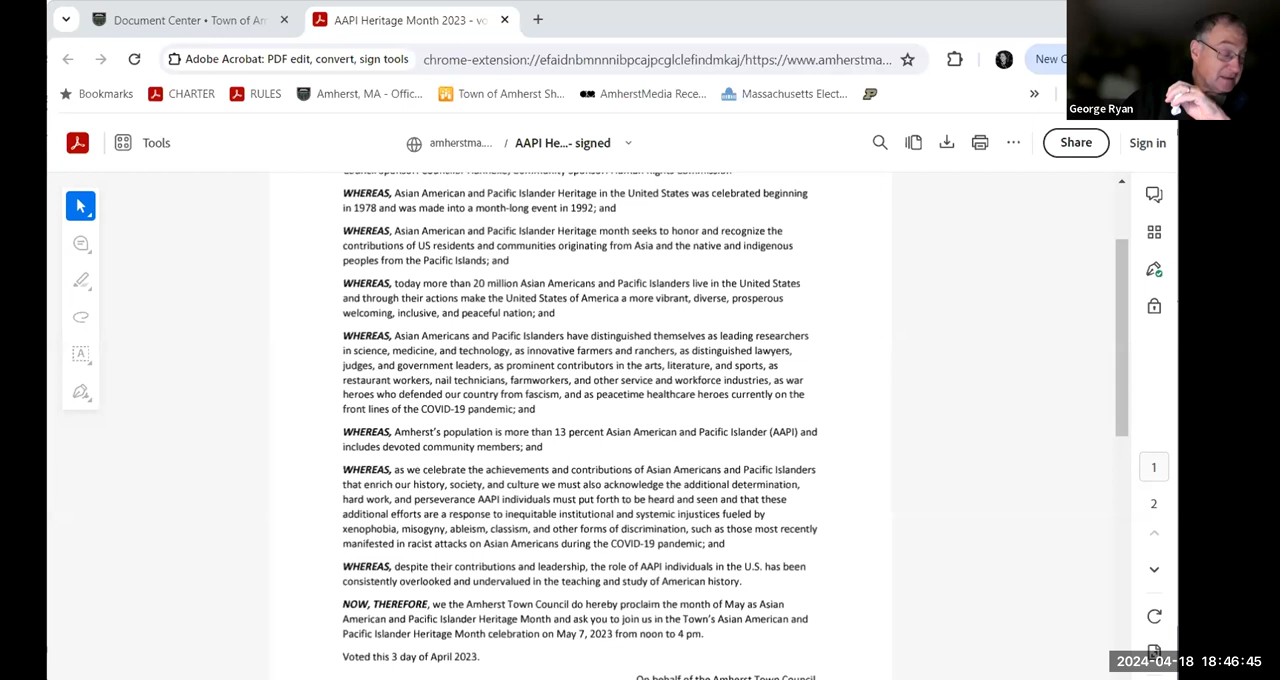 Document Center • Town of Am
AAPI Heritage Month 2023 - vo
Adobe Acrobat: PDF edit, convert, sign tools
chrome-extension://efaidnbmnnnibpcajpcglclefindmkaj/https://www.amherstma...
New C
Bookmarks
CHARTER
RULES
Amherst, MA - Offic...
Town of Amherst Sh...
AmherstMedia Rece...
Massachusetts Elect...
George Ryan
Tools
amherstma....
/ AAPI He...- signed
Share
Sign in
WHEREAS, Asian American and Pacific Islander Heritage in the United States was celebrated beginning
in 1978 and was made into a month-long event in 1992; and
WHEREAS, Asian American and Pacific Islander Heritage month seeks to honor and recognize the
contributions of US residents and communities originating from Asia and the native and indigenous
peoples from the Pacific Islands; and
WHEREAS, today more than 20 million Asian Americans and Pacific Islanders live in the United States
and through their actions make the United States of America a more vibrant, diverse, prosperous
welcoming, inclusive, and peaceful nation; and
WHEREAS, Asian Americans and Pacific Islanders have distinguished themselves as leading researchers
in science, medicine, and technology, as innovative farmers and ranchers, as distinguished lawyers,
judges, and government leaders, as prominent contributors in the arts, literature, and sports, as
restaurant workers, nail technicians, farmworkers, and other service and workforce industries, as war
heroes who defended our country from fascism, and as peacetime healthcare heroes currently on the
front lines of the COVID-19 pandemic; and
WHEREAS, Amherst's population is more than 13 percent Asian American and Pacific Islander (AAPI) and
includes devoted community members; and
WHEREAS, as we celebrate the achievements and contributions of Asian Americans and Pacific Islanders
that enrich our history, society, and culture we must also acknowledge the additional determination,
hard work, and perseverance AAPI individuals must put forth to be heard and seen and that these
additional efforts are a response to inequitable institutional and systemic injustices fueled by
xenophobia, misogyny, ableism, classism, and other forms of discrimination, such as those most recently
manifested in racist attacks on Asian Americans during the COVID-19 pandemic; and
WHEREAS, despite their contributions and leadership, the role of AAPI individuals in the U.S. has been
consistently overlooked and undervalued in the teaching and study of American history.
NOW, THEREFORE, we the Amherst Town Council do hereby proclaim the month of May as Asian
American and Pacific Islander Heritage Month and ask you to join us in the Town's Asian American and
Pacific Islander Heritage Month celebration on May 7, 2023 from noon to 4 pm.
Voted this 3 day of April 2023.
On behalf of the Amherst Town Council
1
2
2024-04-18 18:46:45